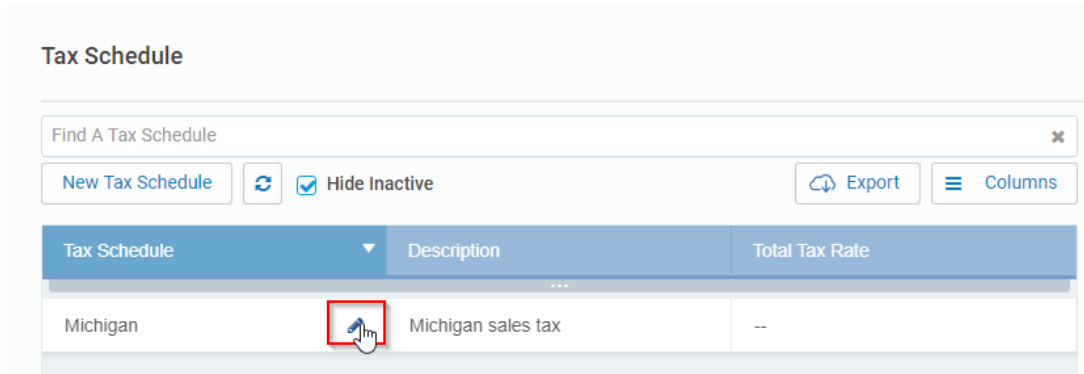 Tax Schedule
Find A Tax Schedule
New Tax Schedule Hide Inactive Export Columns
Tax Schedule Description Total Tax Rate
Michigan Michigan sales tax --